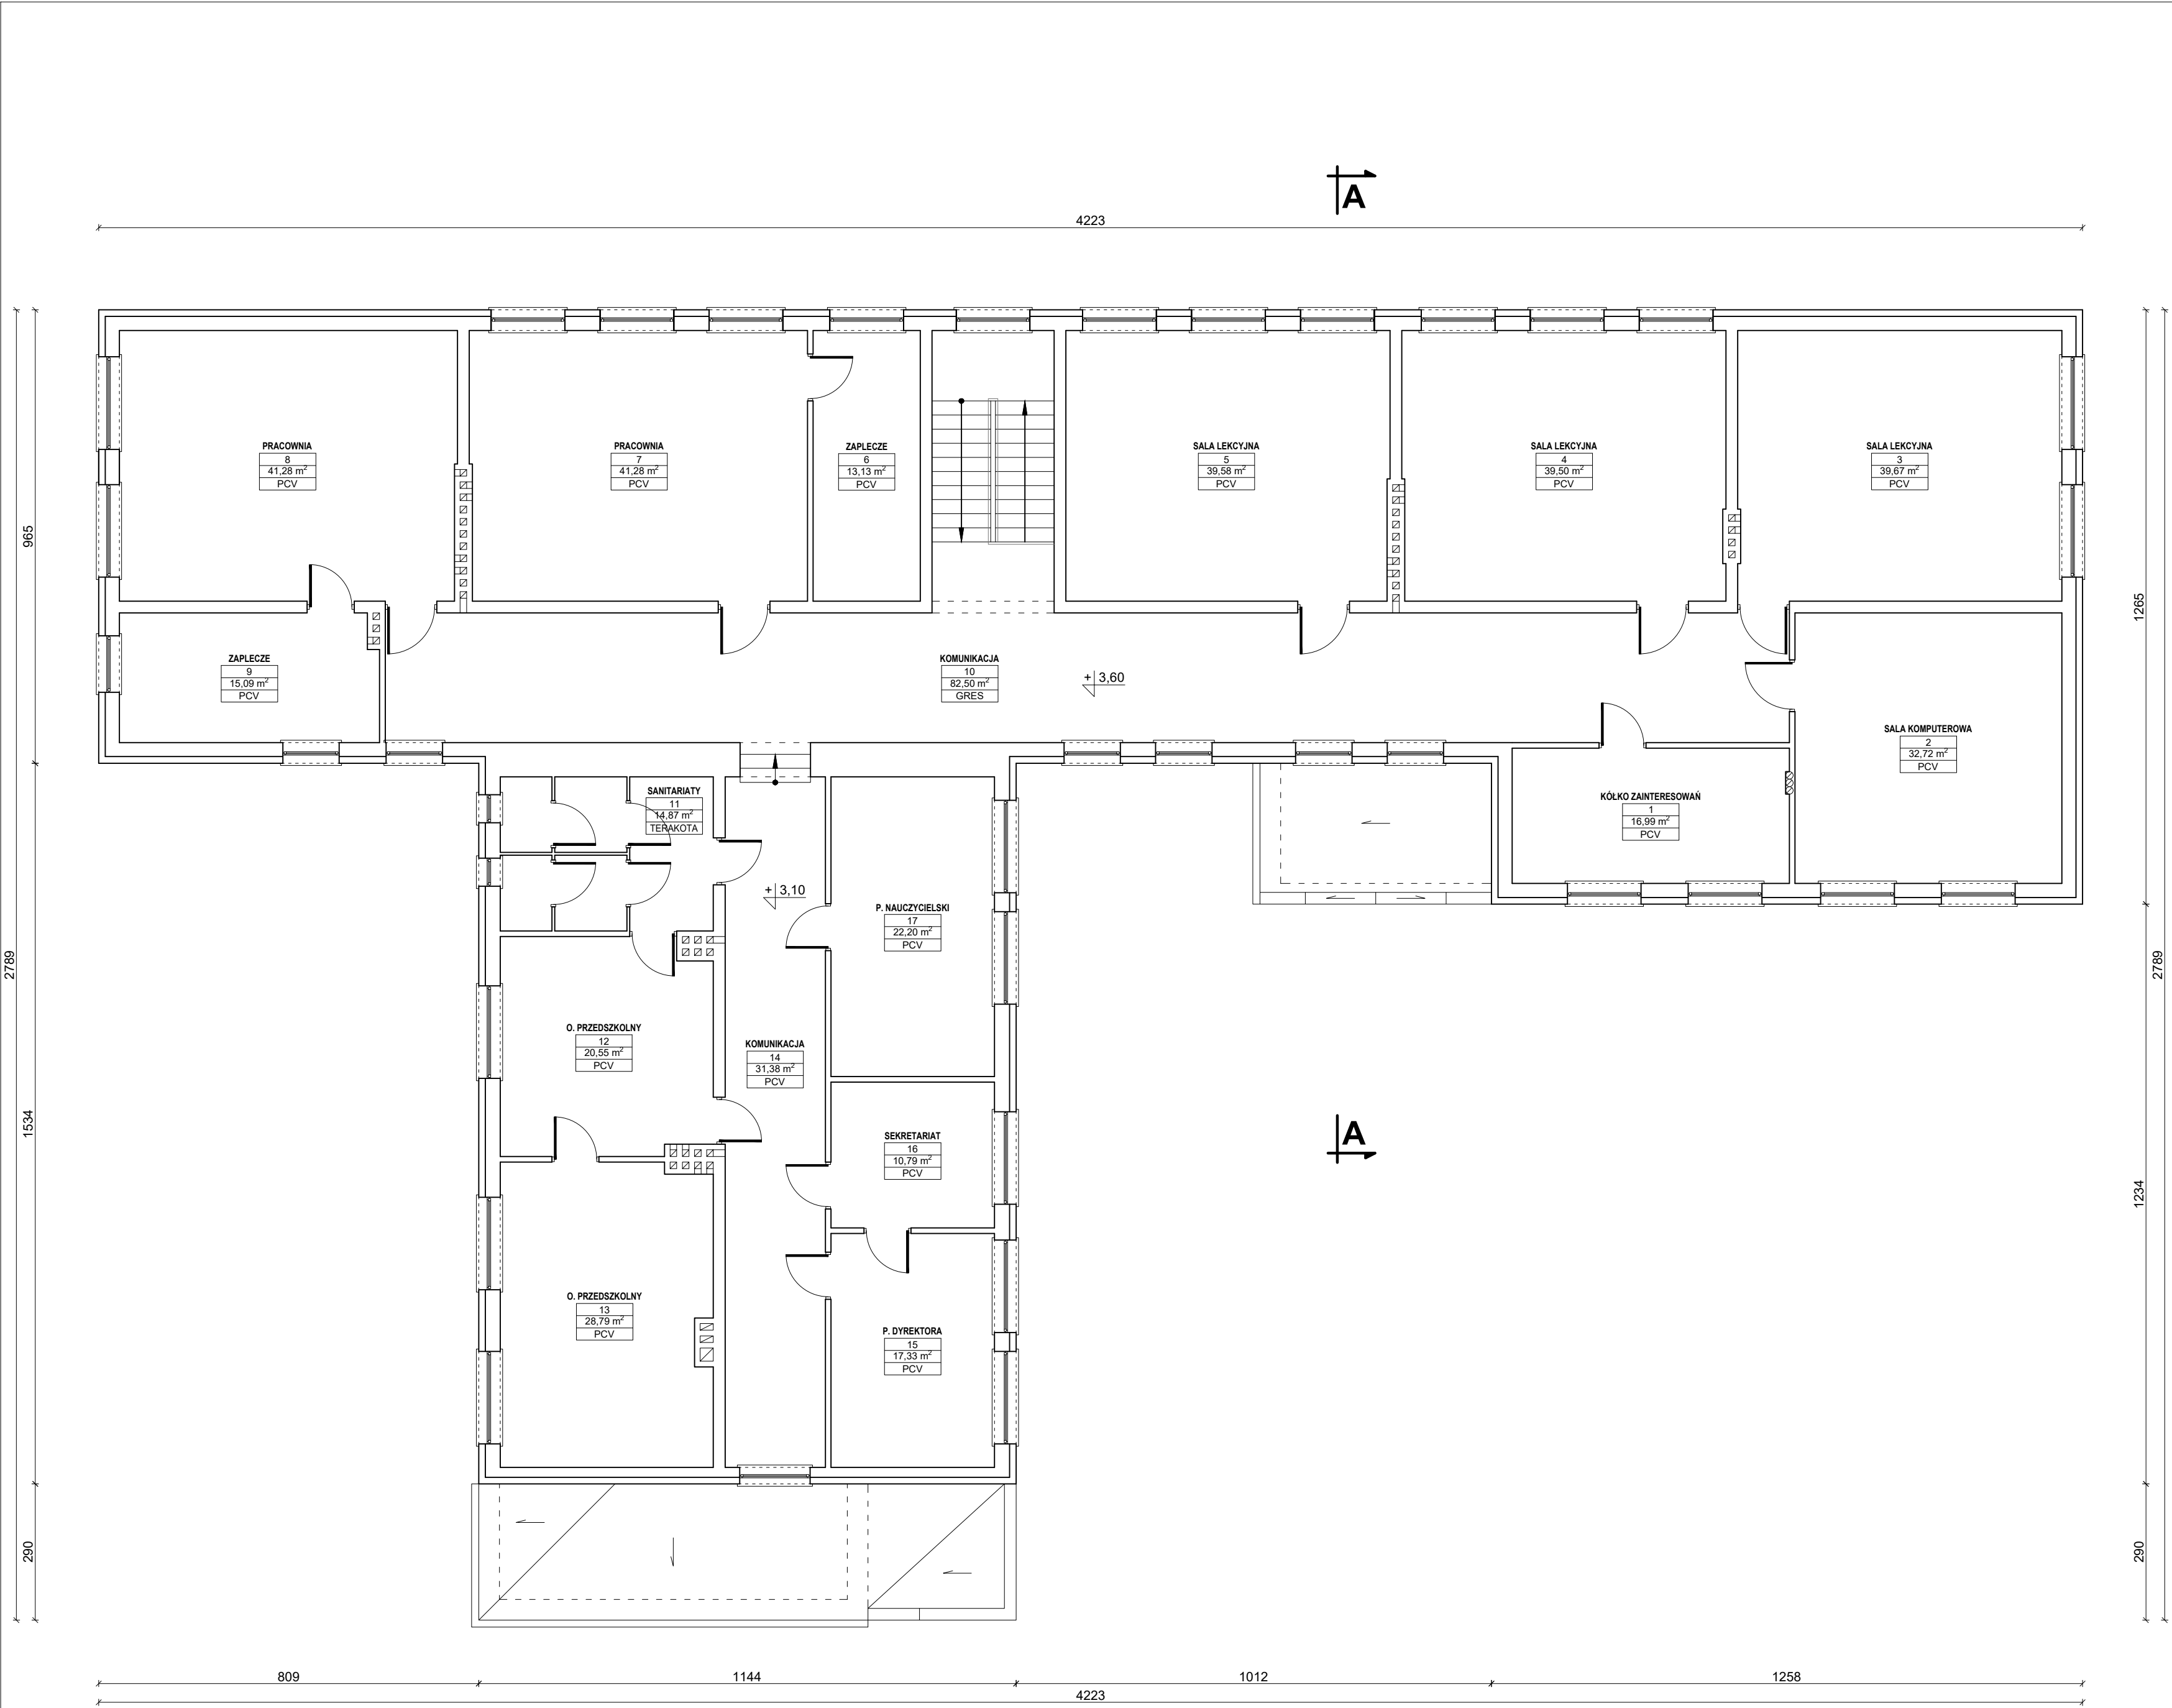 A
4223
PRACOWNIA
8
41,28 m²
PCV
PRACOWNIA
7
41,28 m²
PCV
ZAPLECZE
6
13,13 m²
PCV
SALA LEKCYJNA
5
39,58 m²
PCV
SALA LEKCYJNA
4
39,50 m²
PCV
SALA LEKCYJNA
3
39,67 m²
PCV
965
1265
ZAPLECZE
9
15,09 m²
PCV
KOMUNIKACJA
10
82,50 m²
GRES
+ 3,60
SALA KOMPUTEROWA
2
32,72 m²
PCV
KÓŁKO ZAINTERESOWAŃ
1
16,99 m²
PCV
SANITARIATY
11
14,87 m²
TERAKOTA
+ 3,10
P. NAUCZYCIELSKI
17
22,20 m²
PCV
2789
2789
O. PRZEDSZKOLNY
12
20,55 m²
PCV
KOMUNIKACJA
14
31,38 m²
PCV
1534
A
SEKRETARIAT
16
10,79 m²
PCV
1234
O. PRZEDSZKOLNY
13
28,79 m²
PCV
P. DYREKTORA
15
17,33 m²
PCV
290
290
809
1144
1012
1258
4223